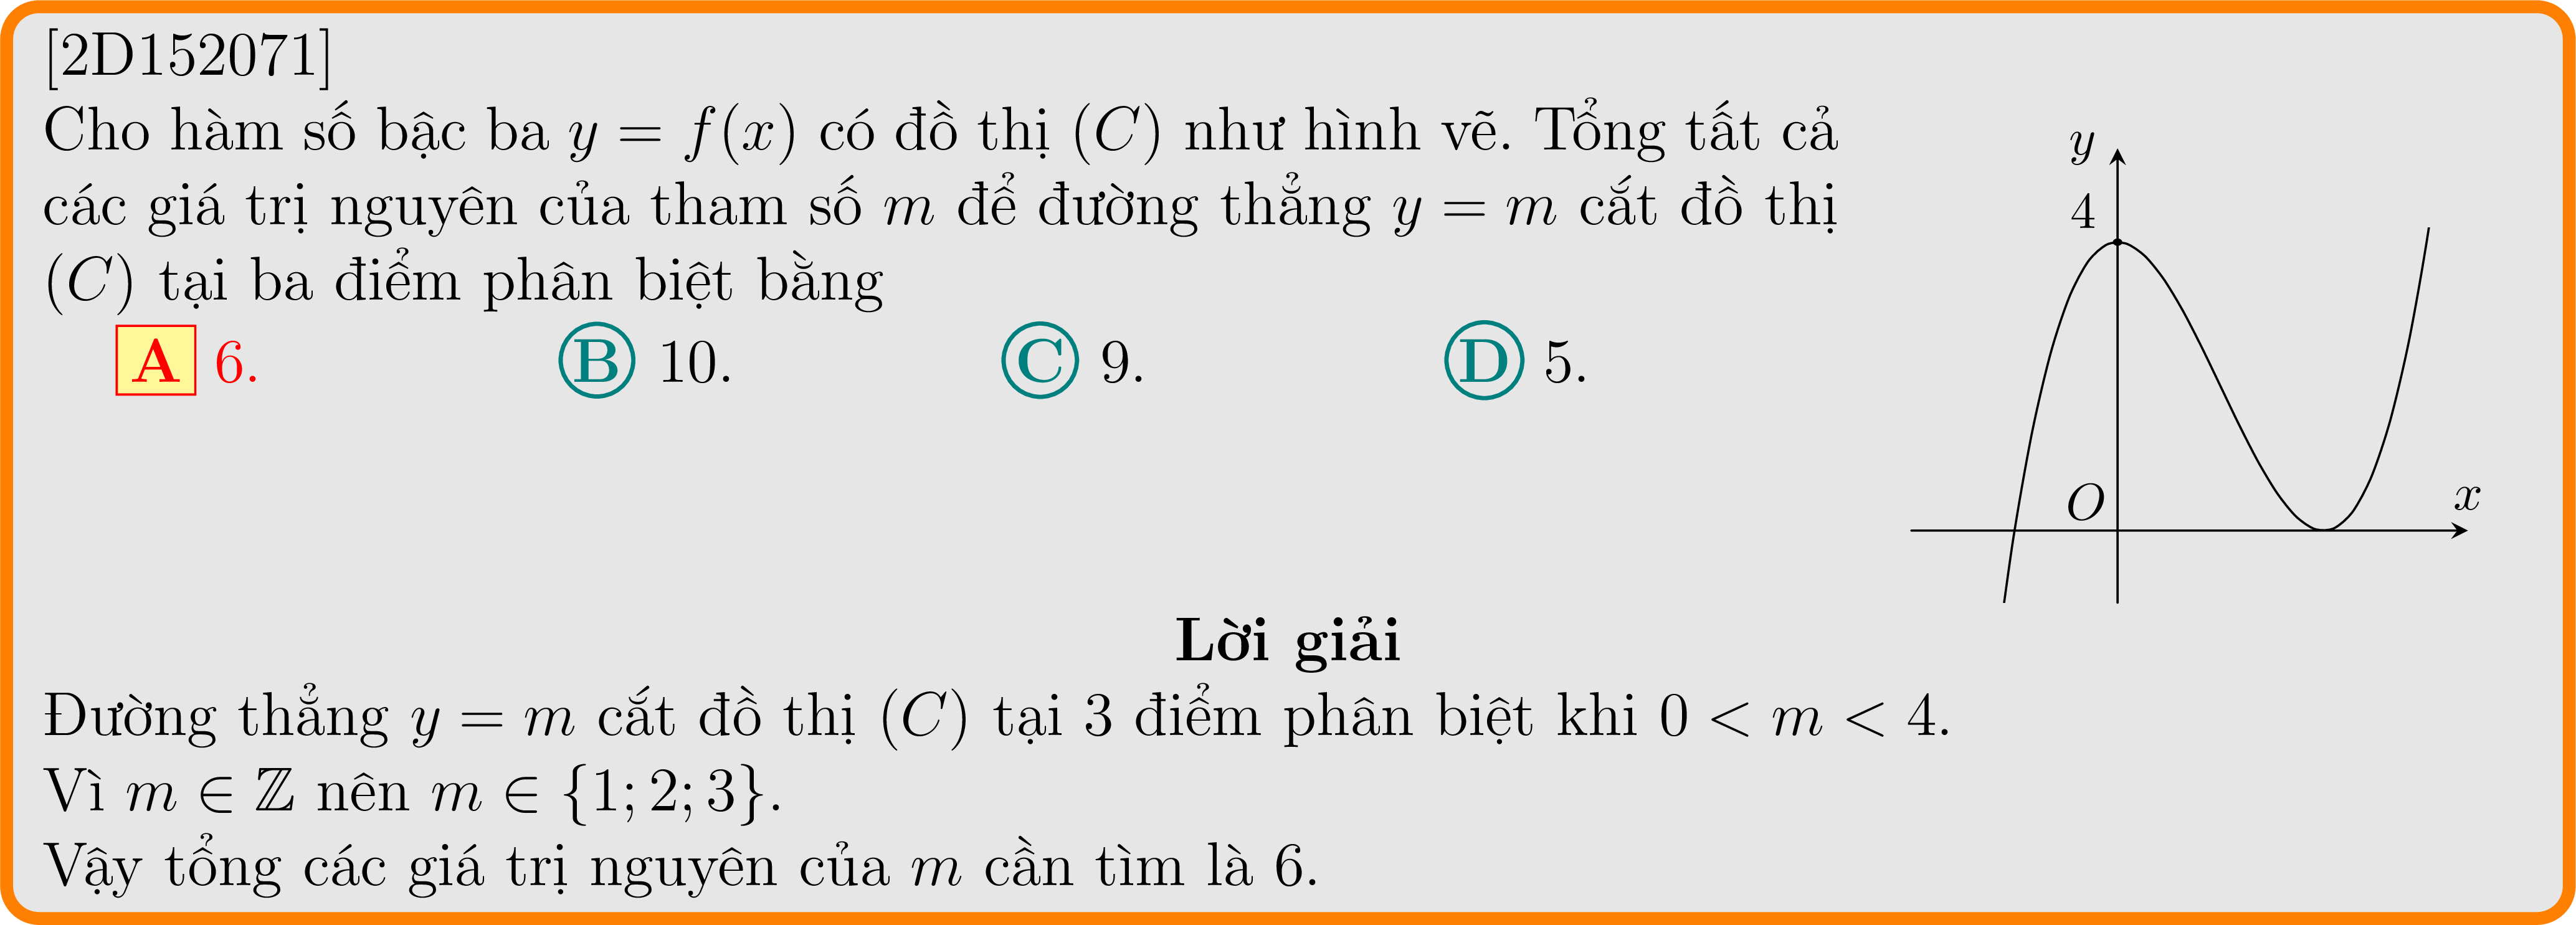 [2D152071]
Cho hàm số bậc ba y = f(x) có đồ thị (C) như hình vẽ. Tổng tất cả
các giá trị nguyên của tham số m để đường thẳng y = m cắt đồ thị
(C) tại ba điểm phân biệt bằng
A 6. B 10. C 9. D 5.
y
4
O
x
Lời giải
Đường thẳng y = m cắt đồ thị (C) tại 3 điểm phân biệt khi 0 < m < 4.
Vì m ∈ ℤ nên m ∈ {1; 2; 3}.
Vậy tổng các giá trị nguyên của m cần tìm là 6.